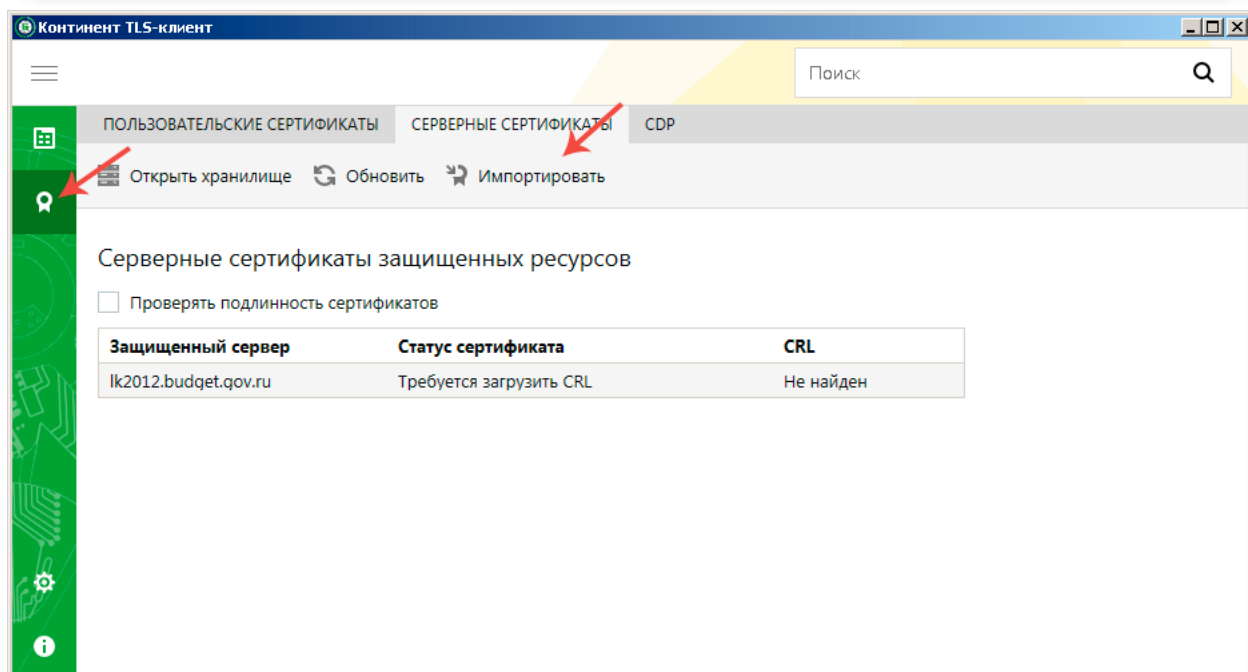 Континент TLS-клиент
Поиск
ПОЛЬЗОВАТЕЛЬСКИЕ СЕРТИФИКАТЫ СЕРВЕРНЫЕ СЕРТИФИКАТЫ CDP
Открыть хранилище Обновить Импортировать
Серверные сертификаты защищенных ресурсов
Проверять подлинность сертификатов
Защищенный сервер Статус сертификата CRL
lk2012.budget.gov.ru Требуется загрузить CRL Не найден